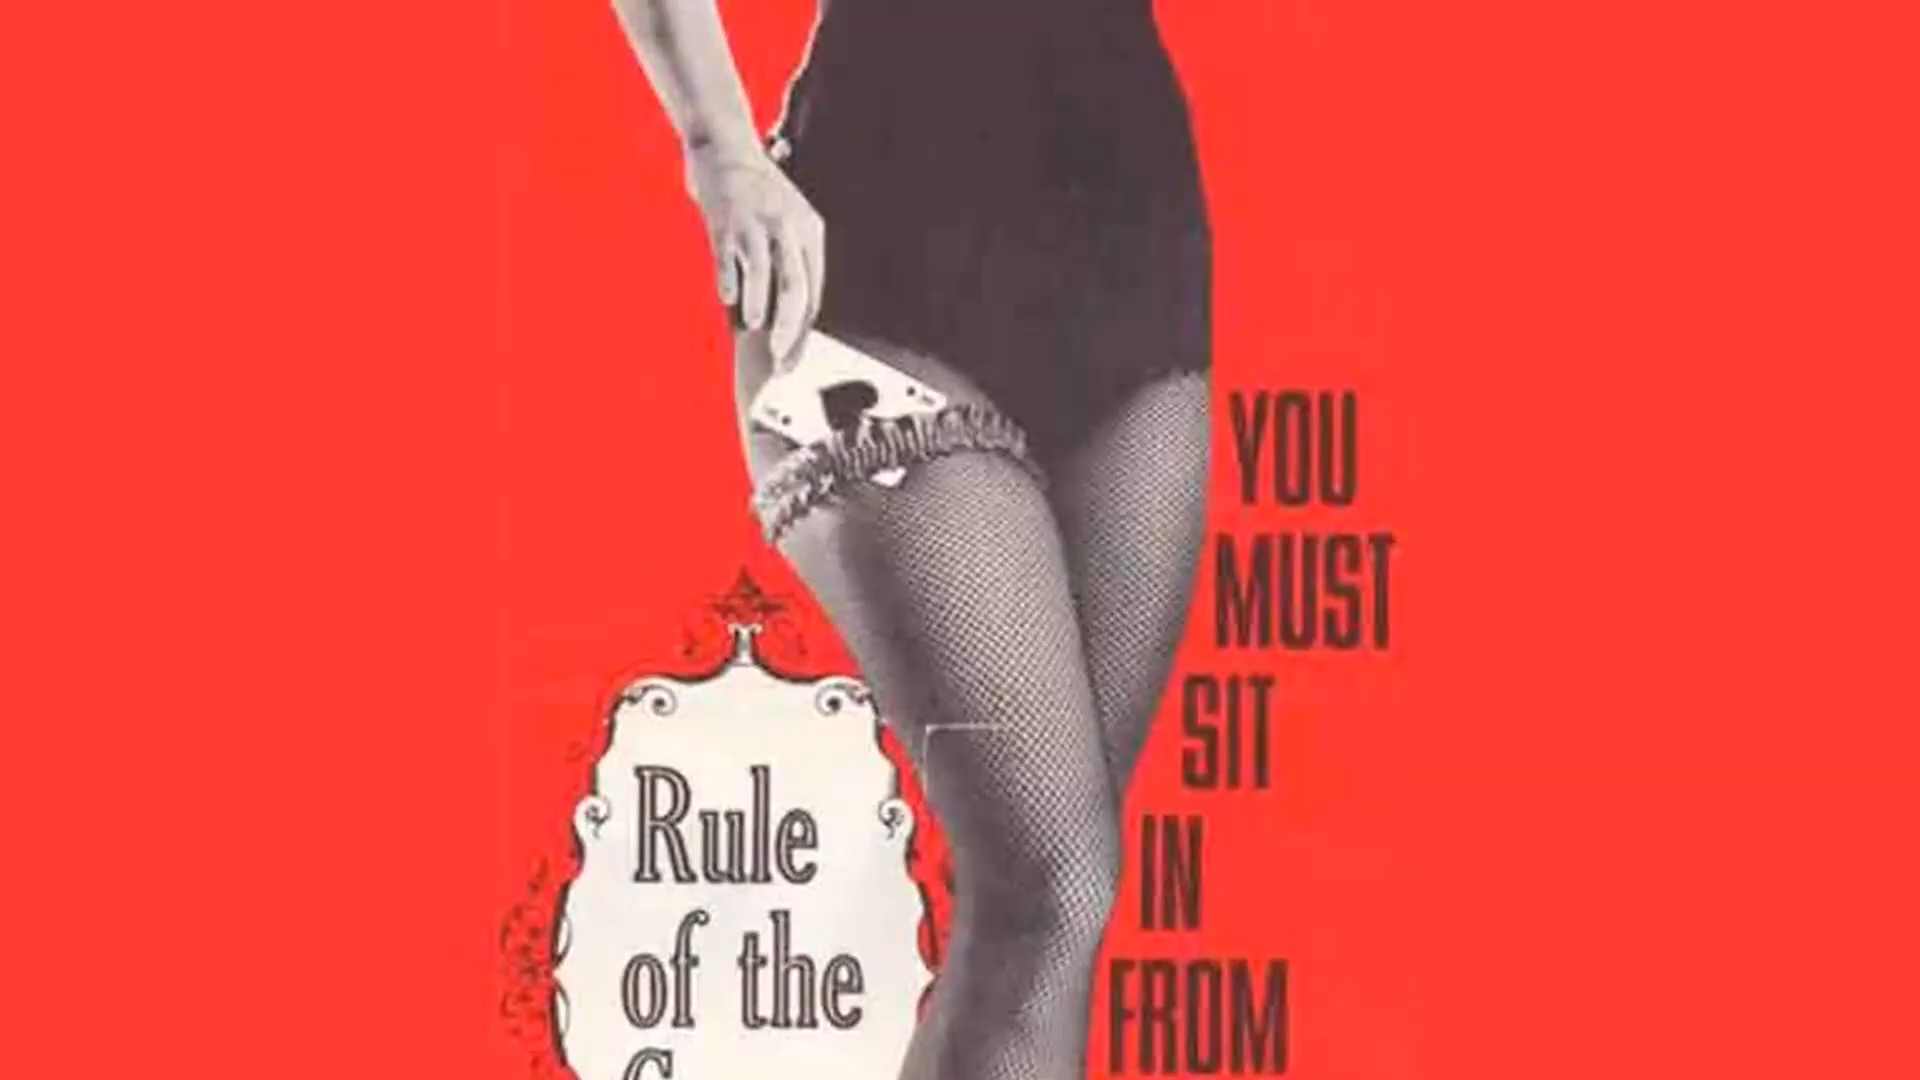 YOU
MUST
SIT
IN
FROM
Rule
of the